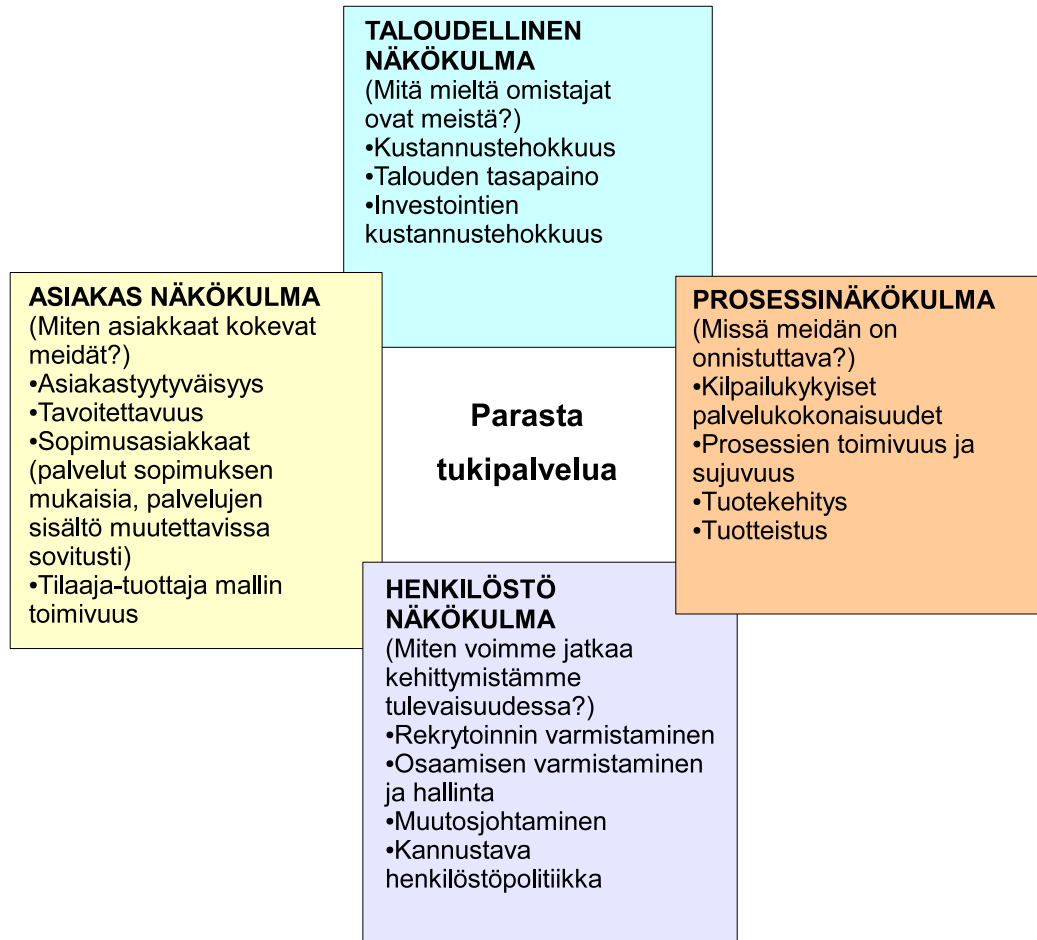 TALOUDELLINEN
NÄKÖKULMA
(Mitä mieltä omistajat
ovat meistä?)
•Kustannustehokkuus
•Talouden tasapaino
•Investointien
kustannustehokkuus
ASIAKAS NÄKÖKULMA
(Miten asiakkaat kokevat
meidät?)
•Asiakastyytyväisyys
•Tavoitettavuus
•Sopimusasiakkaat
(palvelut sopimuksen
mukaisia, palvelujen
sisältö muutettavissa
sovitusti)
•Tilaaja-tuottaja mallin
toimivuus
Parasta
tukipalvelua
PROSESSINÄKÖKULMA
(Missä meidän on
onnistuttava?)
•Kilpailukykyiset
palvelukokonaisuudet
•Prosessien toimivuus ja
sujuvuus
•Tuotekehitys
•Tuotteistus
HENKILÖSTÖ
NÄKÖKULMA
(Miten voimme jatkaa
kehittymistämme
tulevaisuudessa?)
•Rekrytoinnin varmistaminen
•Osaamisen varmistaminen
ja hallinta
•Muutosjohtaminen
•Kannustava
henkilöstöpolitiikka